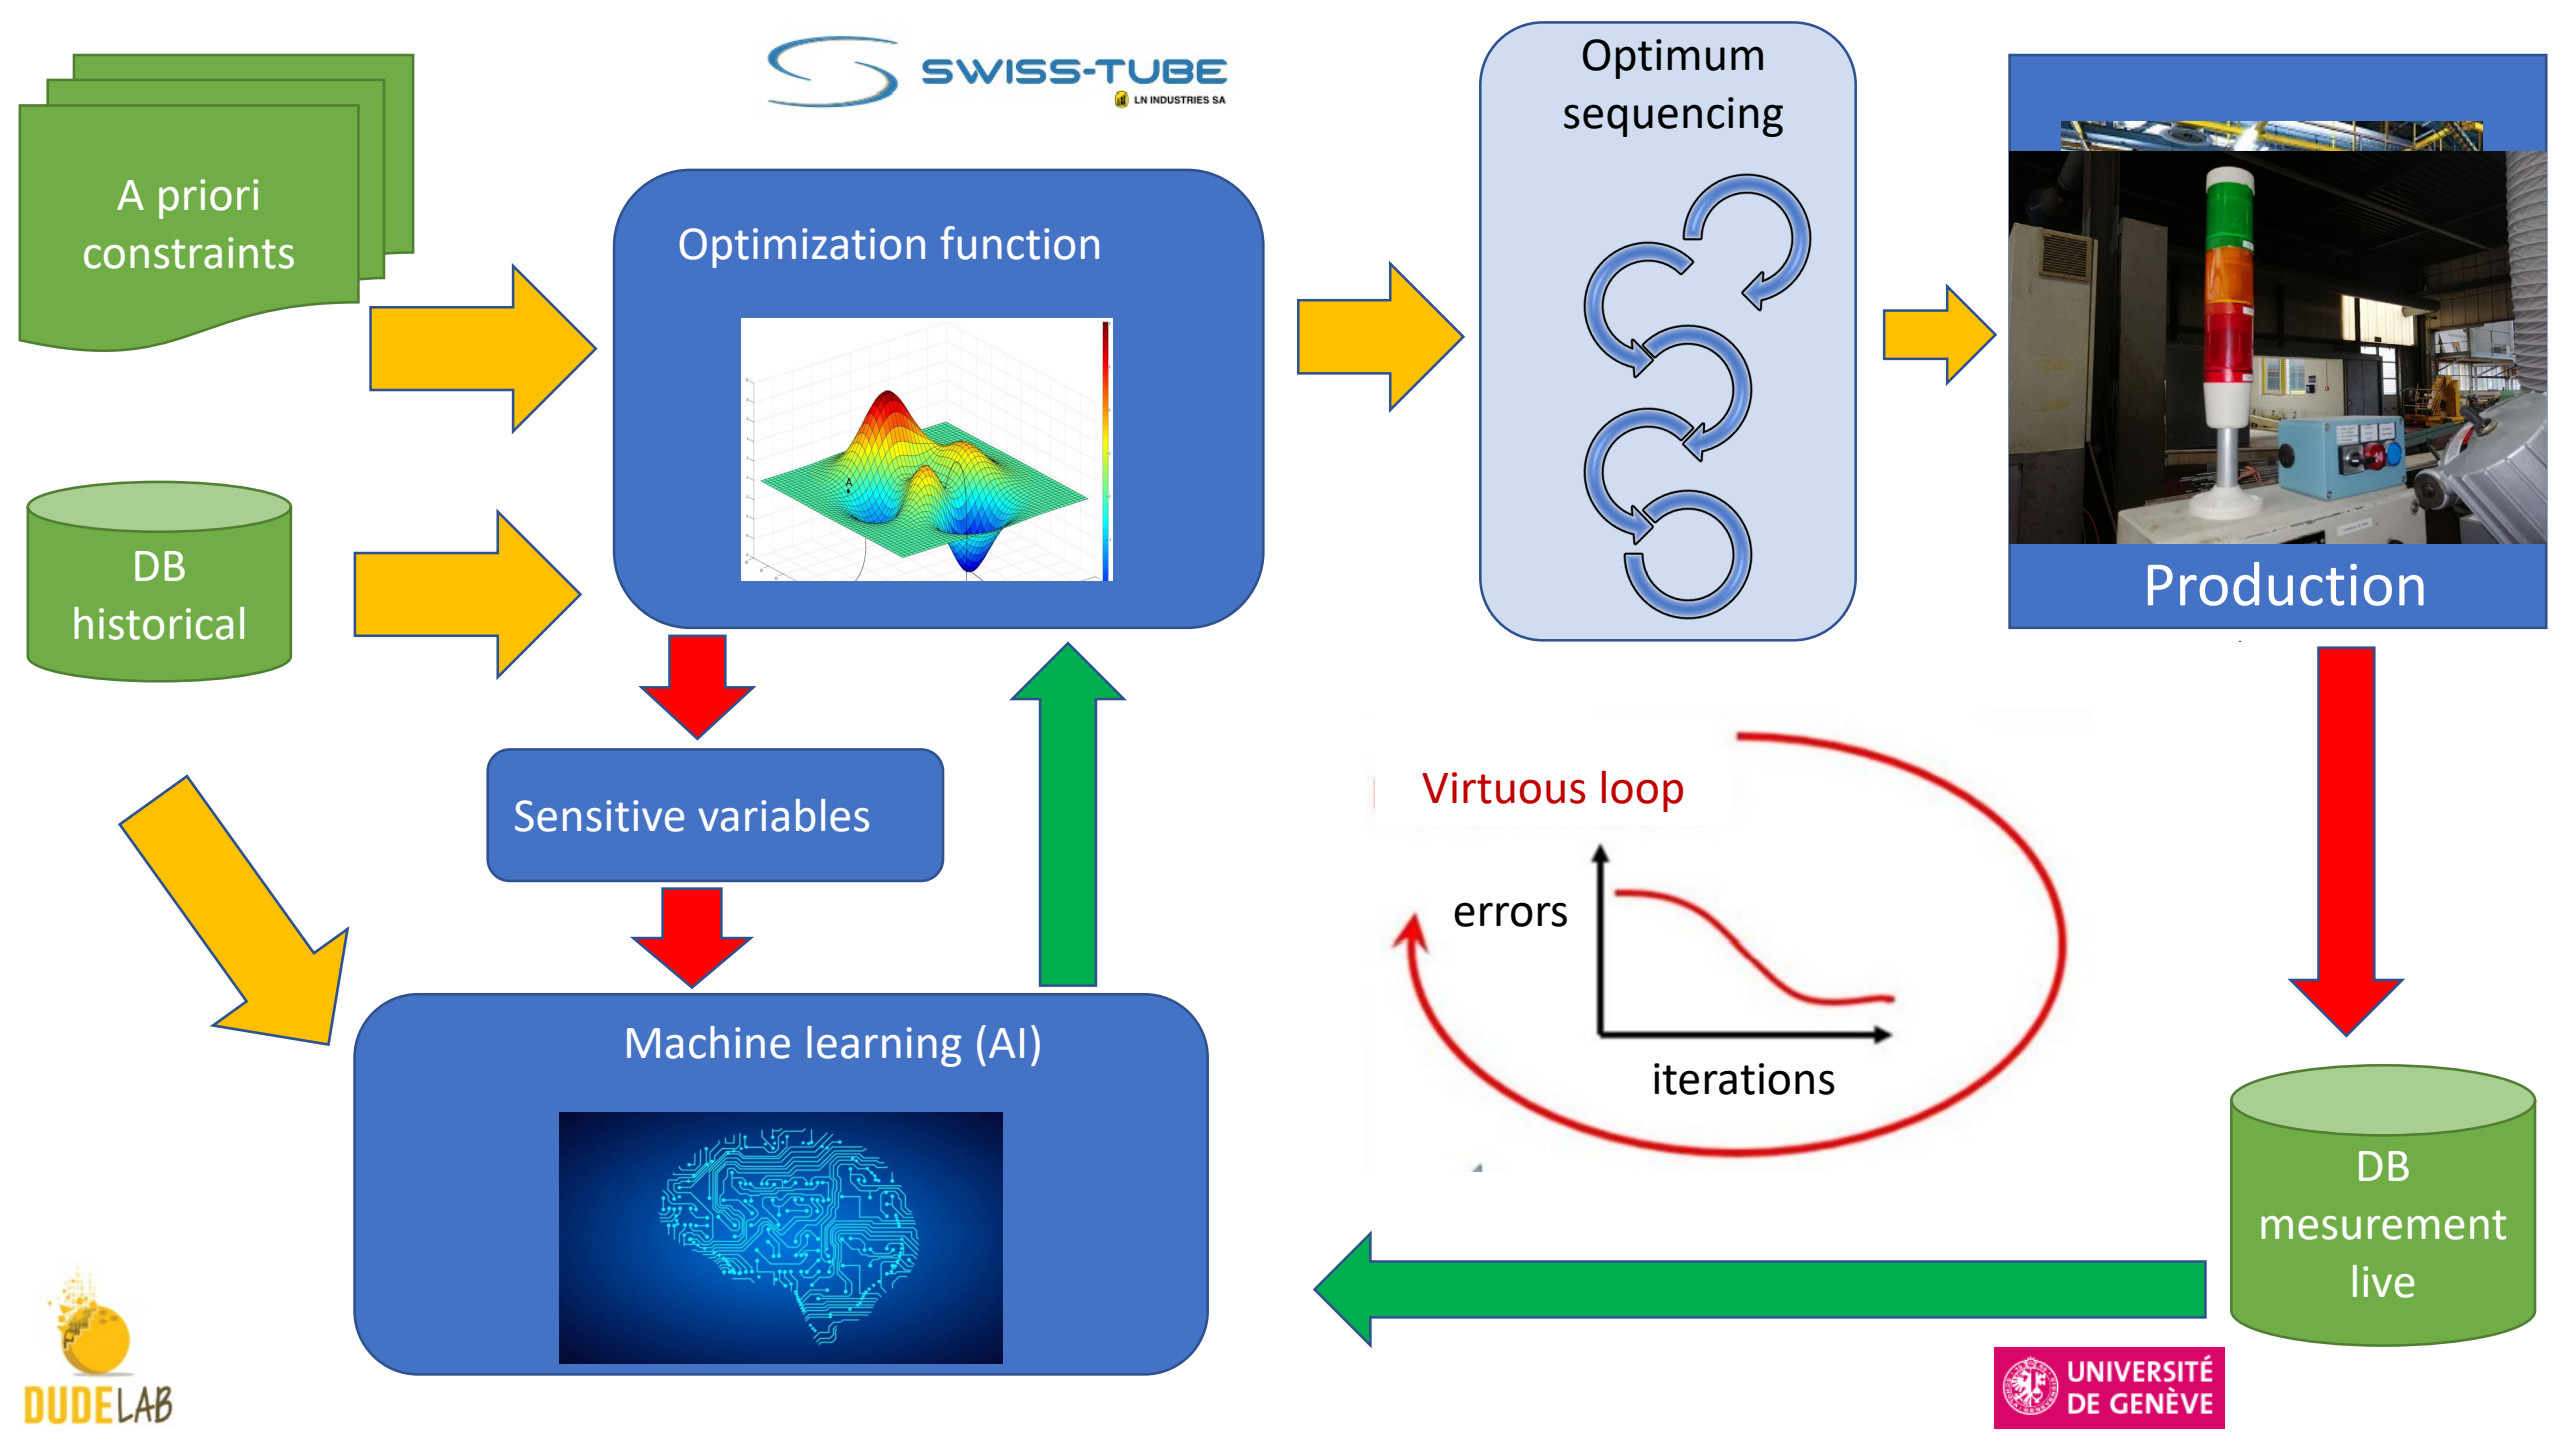 SWISS-TUBE
LN INDUSTRIES SA
A priori
constraints
DB
historical
Optimization function
A
Optimum
sequencing
Production
Sensitive variables
Machine learning (AI)
Virtuous loop
errors
iterations
DB
mesurement
live
DUDELAB
UNIVERSITÉ
DE GENÈVE